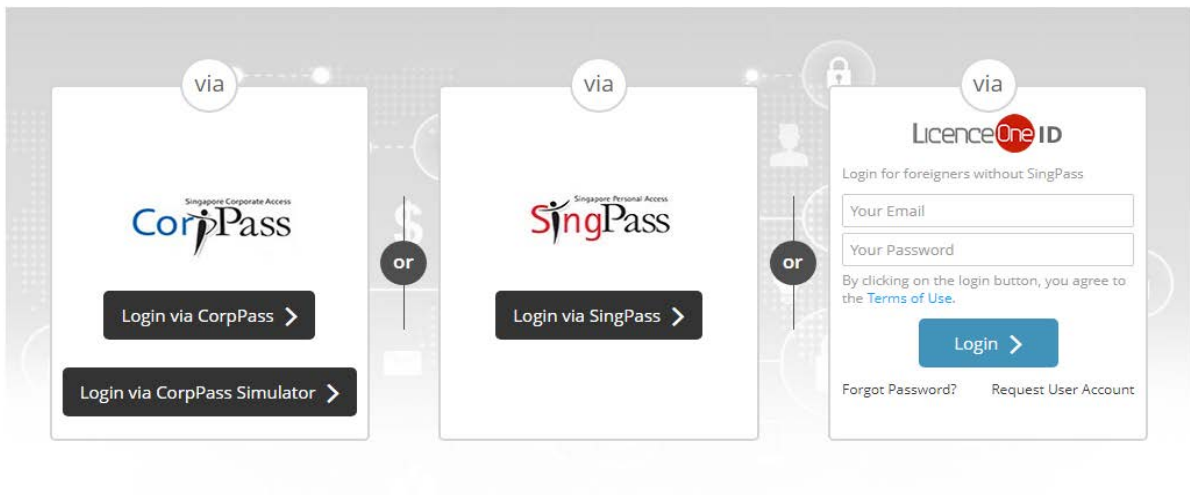 via
Singapore Corporate Access
CorpPass
Login via CorpPass
Login via CorpPass Simulator
or
via
Singapore Personal Access
SingPass
Login via SingPass
or
via
LicenceOne ID
Login for foreigners without SingPass
Your Email
Your Password
By clicking on the login button, you agree to
the Terms of Use.
Login
Forgot Password? Request User Account